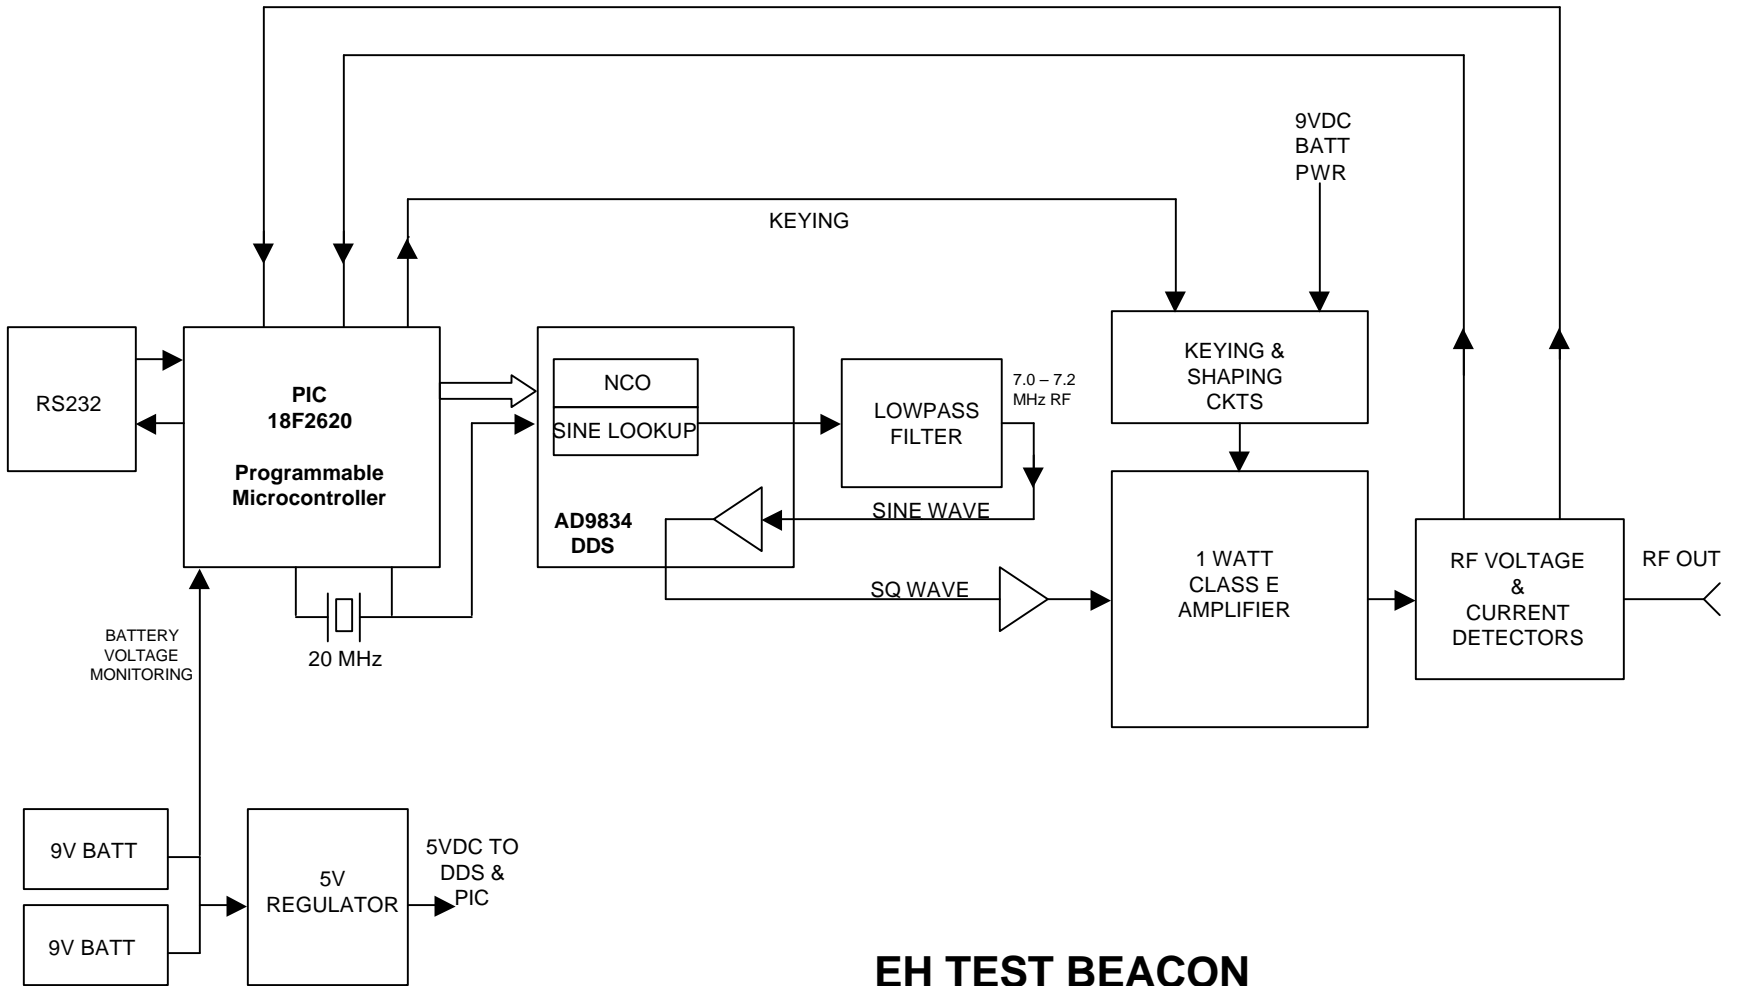 9VDC
BATT
PWR
KEYING
RS232
PIC
18F2620
Programmable
Microcontroller
NCO
SINE LOOKUP
AD9834
DDS
LOWPASS
FILTER
7.0 – 7.2
MHz RF
KEYING &
SHAPING
CKTS
SINE WAVE
SQ WAVE
1 WATT
CLASS E
AMPLIFIER
RF VOLTAGE
&
CURRENT
DETECTORS
RF OUT
20 MHz
BATTERY
VOLTAGE
MONITORING
9V BATT
9V BATT
5V
REGULATOR
5VDC TO
DDS &
PIC
EH TEST BEACON